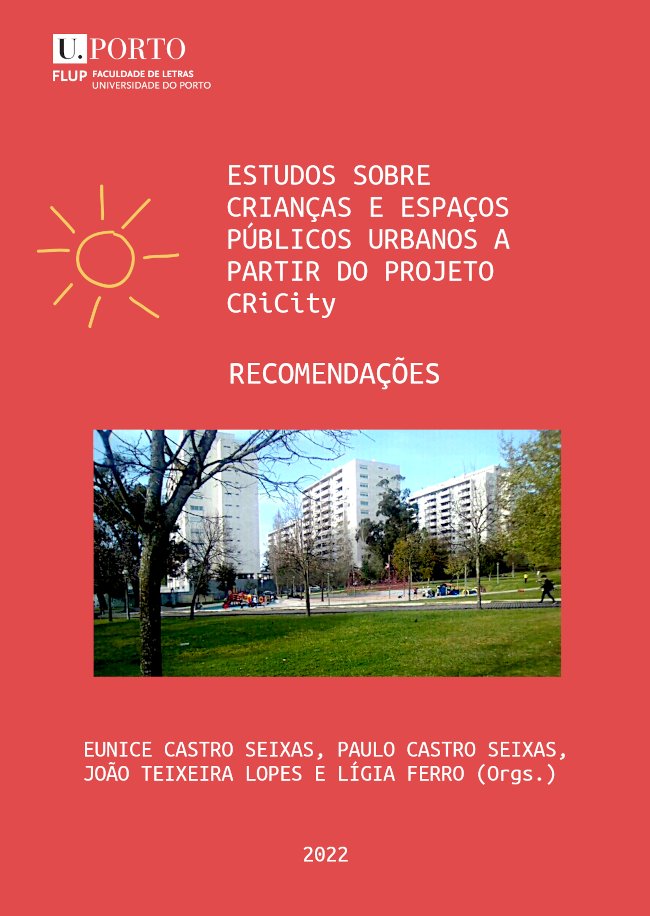 U. PORTO
FLUP FACULDADE DE LETRAS
UNIVERSIDADE DO PORTO
ESTUDOS SOBRE
CRIANÇAS E ESPAÇOS
PÚBLICOS URBANOS A
PARTIR DO PROJETO
CRiCity
RECOMENDAÇÕES
EUNICE CASTRO SEIXAS, PAULO CASTRO SEIXAS,
JOÃO TEIXEIRA LOPES E LÍGIA FERRO (Orgs.)
2022